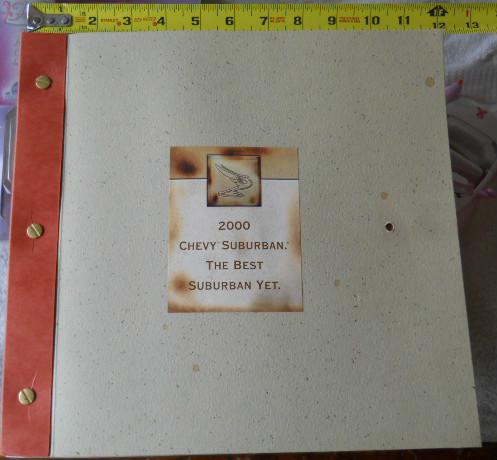 2 3 4 5 6 7 8 9 10 11 12 13
2000
CHEVY SUBURBAN.
THE BEST
SUBURBAN YET.